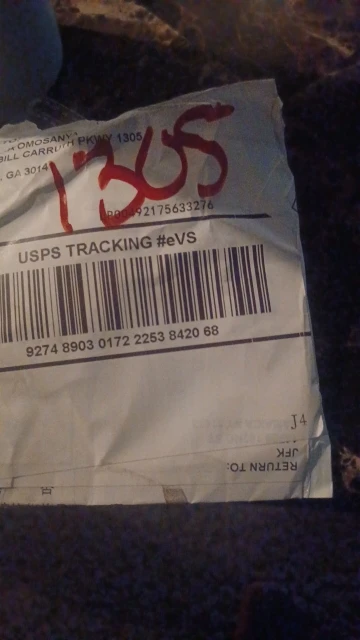 OMOSANY
BILL CARRUTH PKWY 1305
, GA 3014
1305
92175633276
USPS TRACKING #eVS
9274 8903 0172 2253 8420 68
J4
JFK
RETURN TO: